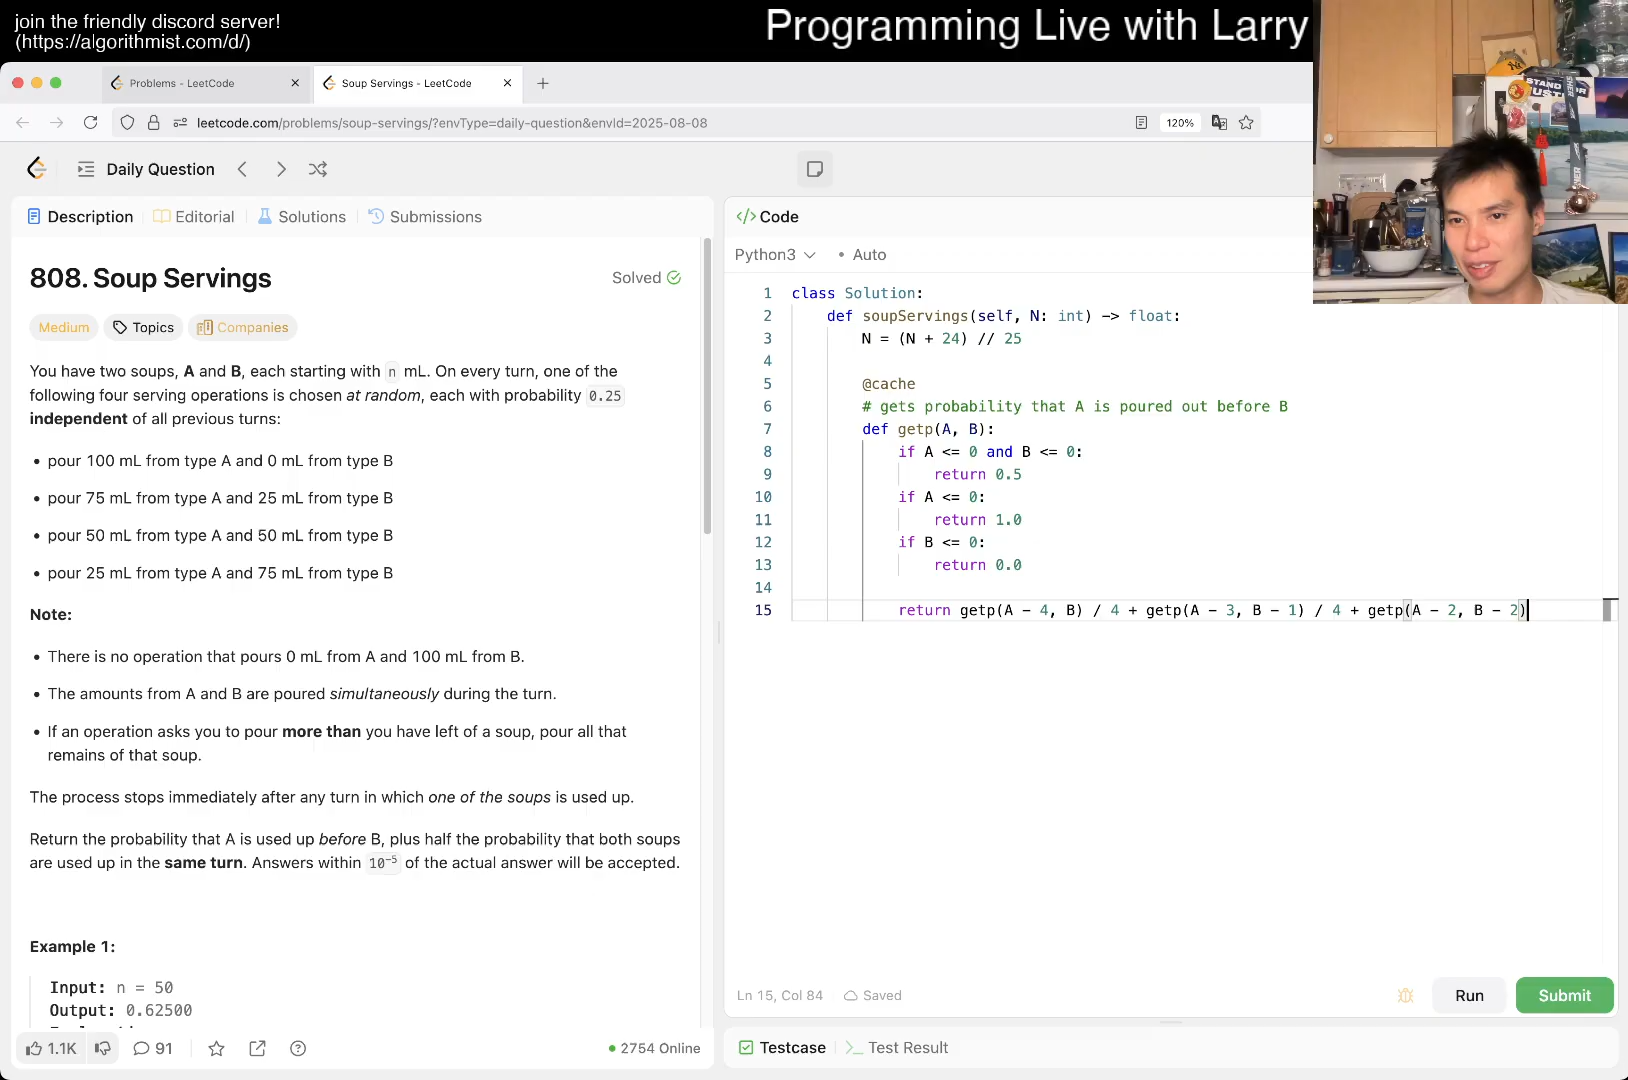 join the friendly discord server!
(https://algorithmist.com/d/)
Programming Live with Larry
Problems - LeetCode
Soup Servings - LeetCode
leetcode.com/problems/soup-servings/?envType=daily-question&envId=2025-08-08
120%
Daily Question
Description
Editorial
Solutions
Submissions
808. Soup Servings
Solved
Medium
Topics
Companies
You have two soups, A and B, each starting with n mL. On every turn, one of the
following four serving operations is chosen at random, each with probability 0.25
independent of all previous turns:
• pour 100 mL from type A and 0 mL from type B
• pour 75 mL from type A and 25 mL from type B
• pour 50 mL from type A and 50 mL from type B
• pour 25 mL from type A and 75 mL from type B
Note:
• There is no operation that pours 0 mL from A and 100 mL from B.
• The amounts from A and B are poured simultaneously during the turn.
• If an operation asks you to pour more than you have left of a soup, pour all that
remains of that soup.
The process stops immediately after any turn in which one of the soups is used up.
Return the probability that A is used up before B, plus half the probability that both soups
are used up in the same turn. Answers within 10⁻⁵ of the actual answer will be accepted.
Example 1:
Input: n = 50
Output: 0.62500
1.1K
91
2754 Online
</> Code
Python3
• Auto
1 class Solution:
2 def soupServings(self, N: int) -> float:
3 N = (N + 24) // 25
4
5 @cache
6 # gets probability that A is poured out before B
7 def getp(A, B):
8 if A <= 0 and B <= 0:
9 return 0.5
10 if A <= 0:
11 return 1.0
12 if B <= 0:
13 return 0.0
14
15 return getp(A - 4, B) / 4 + getp(A - 3, B - 1) / 4 + getp(A - 2, B - 2)
Ln 15, Col 84
Saved
Run
Submit
Testcase
Test Result
STAND FOR